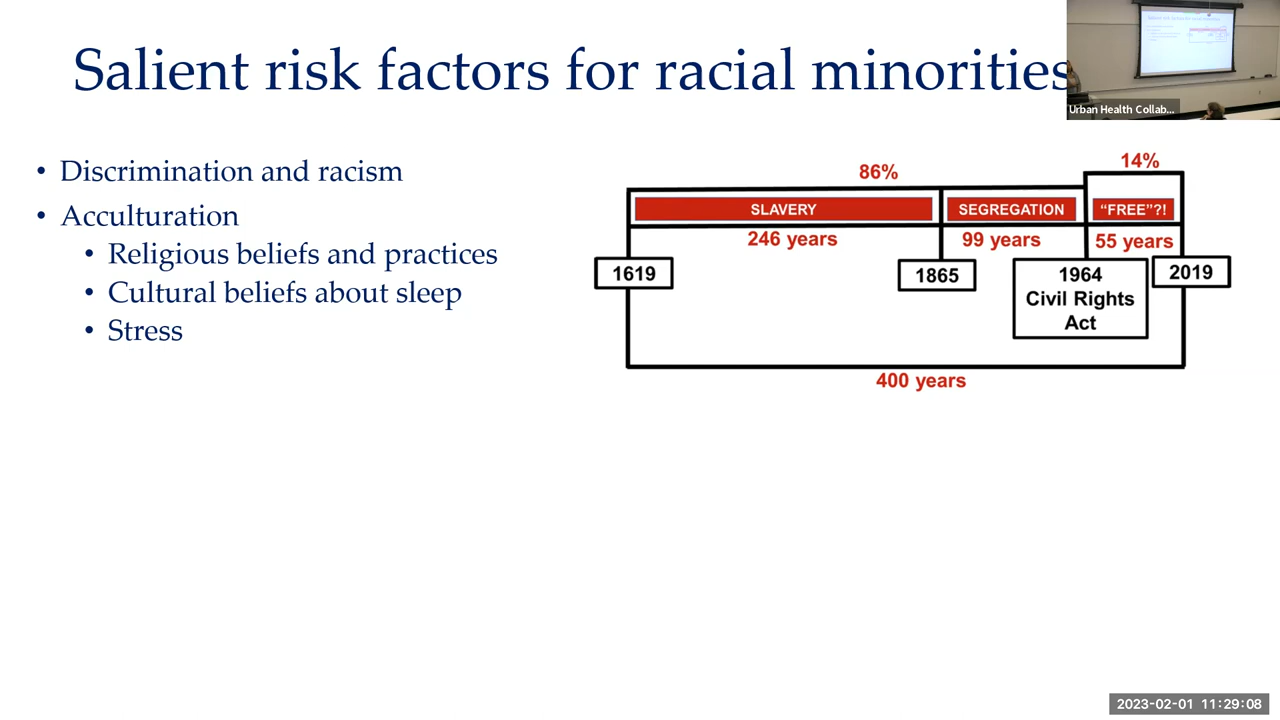 Salient risk factors for racial minorities
Urban Health Collab...
• Discrimination and racism
• Acculturation
• Religious beliefs and practices
• Cultural beliefs about sleep
• Stress
86%
14%
SLAVERY
SEGREGATION
“FREE”?!
246 years
99 years
55 years
1619
1865
1964
Civil Rights
Act
2019
400 years
2023-02-01 11:29:08